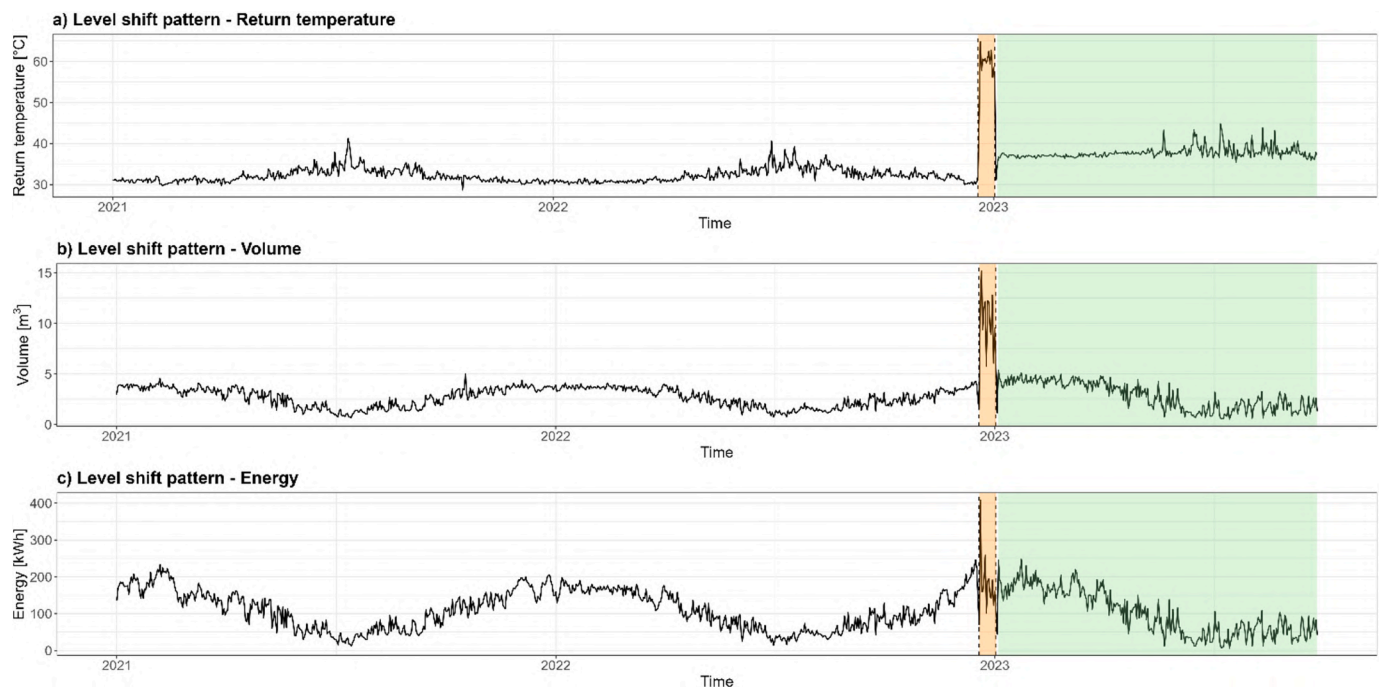 a) Level shift pattern - Return temperature
Return temperature [°C]
60
50
40
30
2021
2022
2023
Time
b) Level shift pattern - Volume
Volume [m³]
15
10
5
0
2021
2022
2023
Time
c) Level shift pattern - Energy
Energy [kWh]
400
300
200
100
0
2021
2022
2023
Time